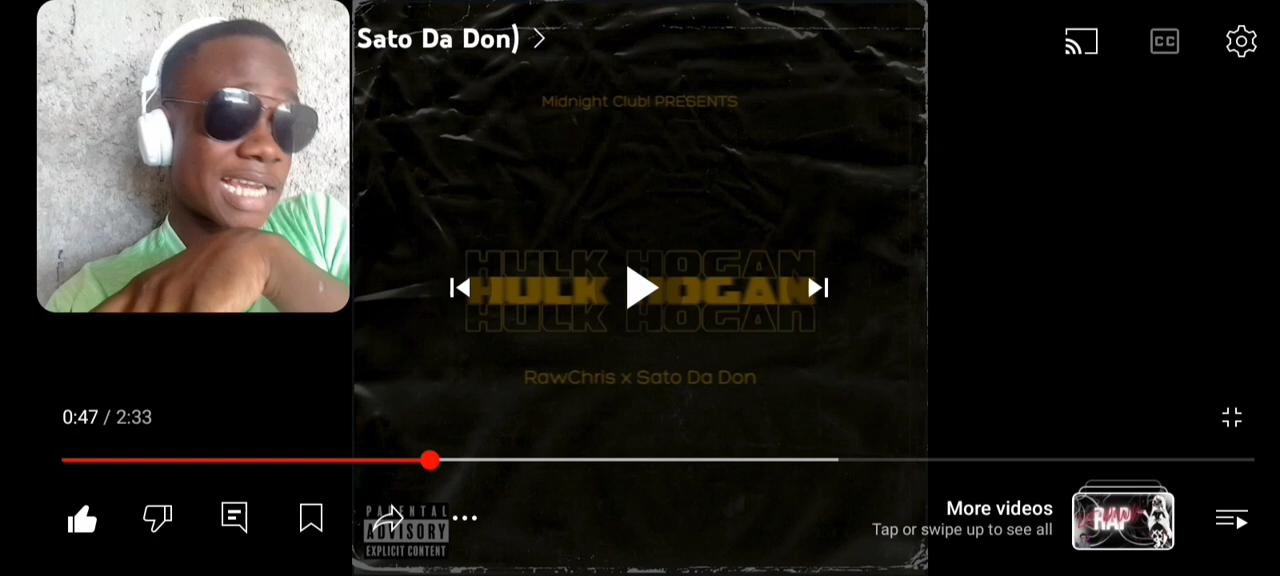 Sato Da Don)
CC
Midnight Club! PRESENTS
HULK HOGAN
HULK HOGAN
HULK HOGAN
RawChris x Sato Da Don
0:47 / 2:33
PARENTAL
ADVISORY
EXPLICIT CONTENT
More videos
Tap or swipe up to see all
RAP